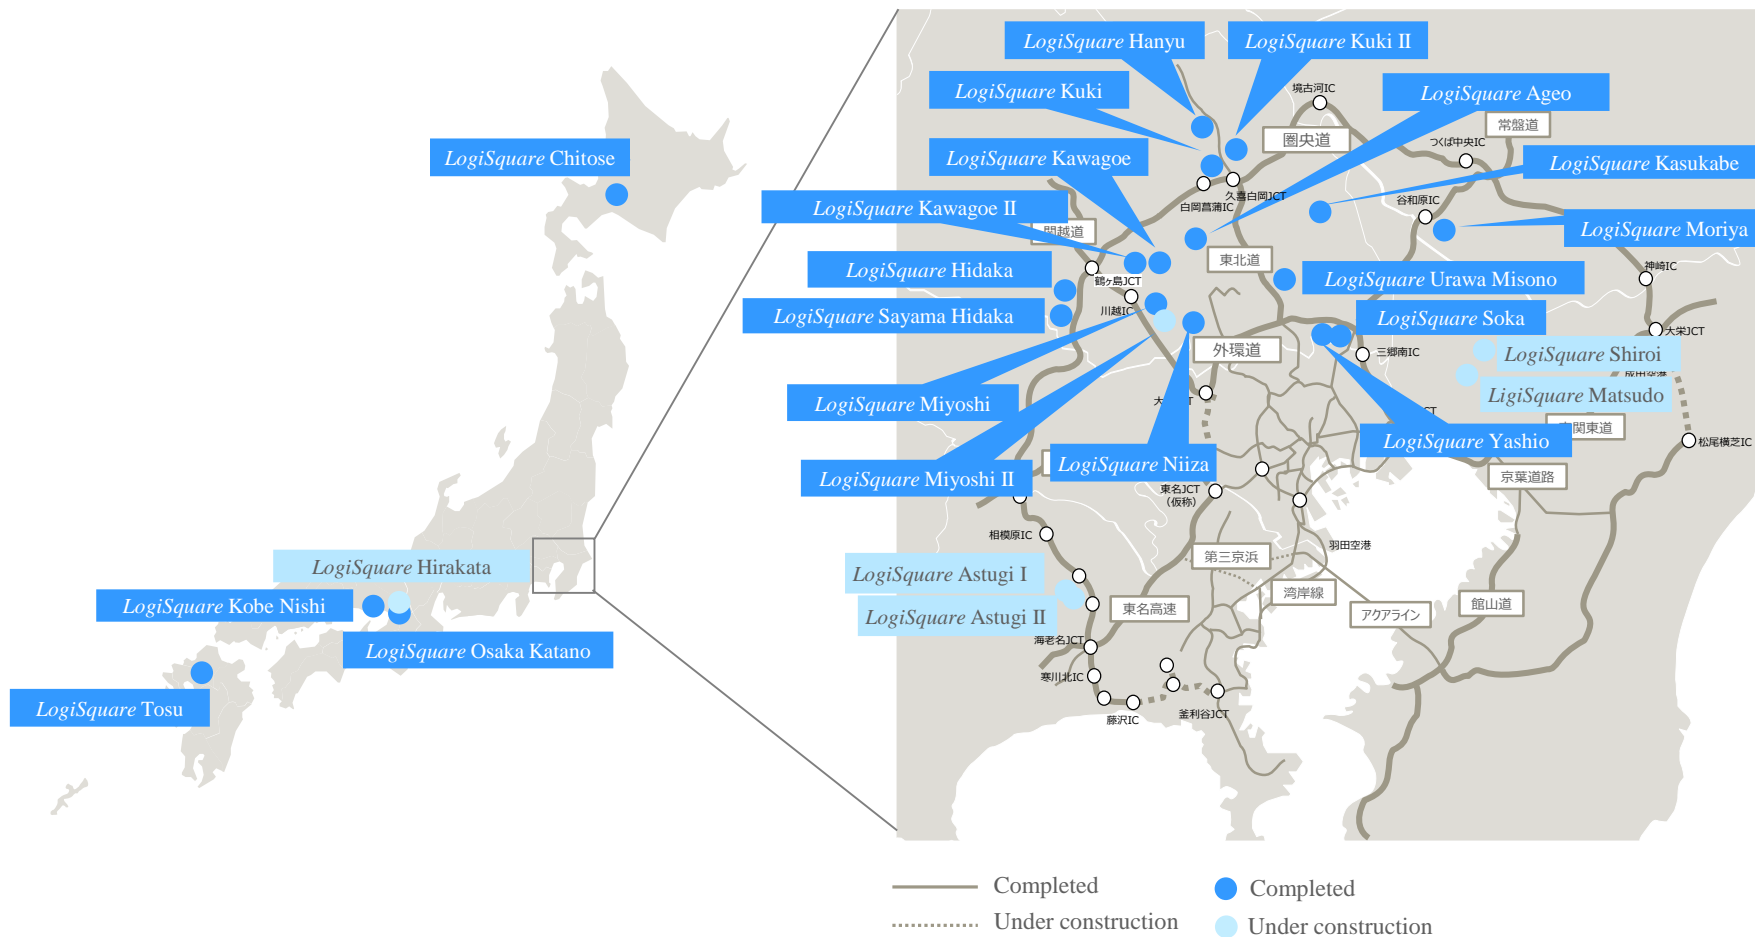 LogiSquare Hanyu
LogiSquare Kuki II
LogiSquare Kuki
LogiSquare Ageo
境古河IC
常盤道
圏央道
つくば中央IC
LogiSquare Chitose
LogiSquare Kawagoe
LogiSquare Kasukabe
久喜白岡JCT
白岡菖蒲IC
谷和原IC
LogiSquare Kawagoe II
関越道
LogiSquare Moriya
東北道
神崎IC
LogiSquare Hidaka
鶴ヶ島JCT
LogiSquare Urawa Misono
川越IC
LogiSquare Sayama Hidaka
LogiSquare Soka
大栄JCT
外環道
三郷南IC
LogiSquare Shiroi
成田空港
LigiSquare Matsudo
LogiSquare Miyoshi
関東道
LogiSquare Yashio
松尾横芝IC
LogiSquare Niiza
LogiSquare Miyoshi II
京葉道路
東名JCT
（仮称）
相模原IC
羽田空港
第三京浜
LogiSquare Hirakata
LogiSquare Astugi I
湾岸線
LogiSquare Kobe Nishi
LogiSquare Astugi II
東名高速
アクアライン
館山道
海老名JCT
LogiSquare Osaka Katano
寒川北IC
LogiSquare Tosu
藤沢IC
釜利谷JCT
Completed
Completed
Under construction
Under construction